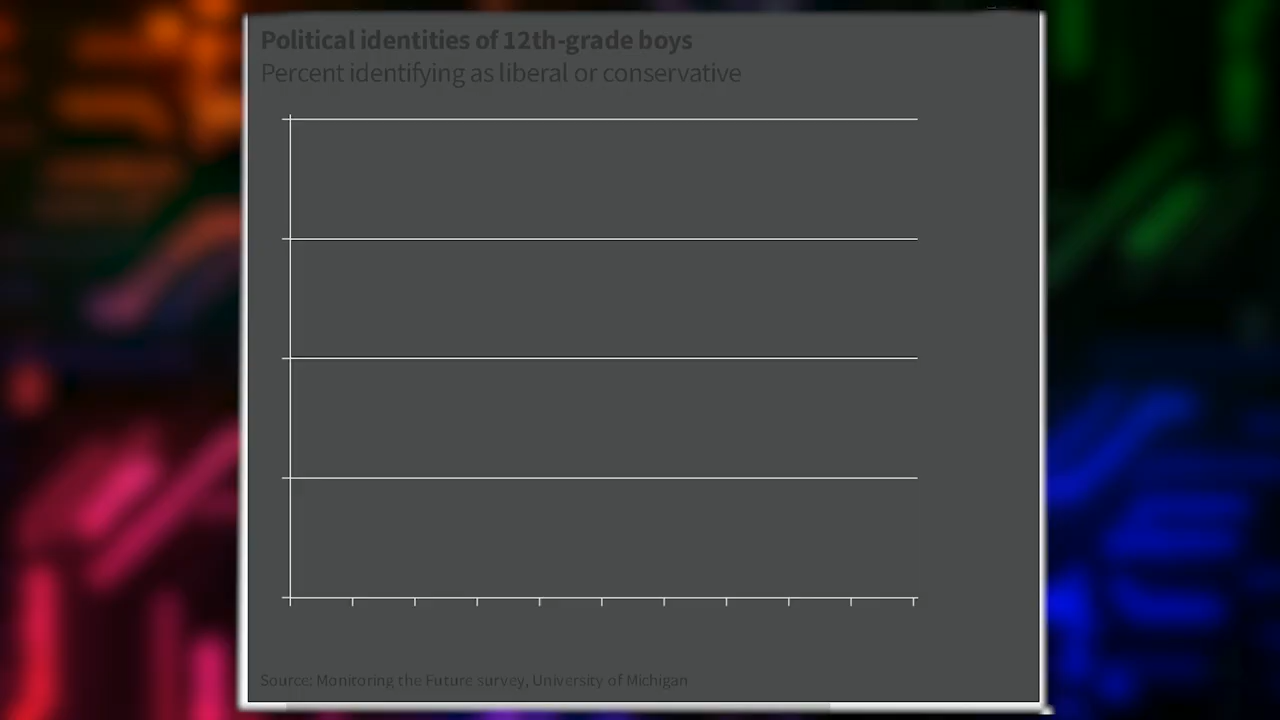 Political identities of 12th-grade boys
Percent identifying as liberal or conservative
Source: Monitoring the Future survey, University of Michigan